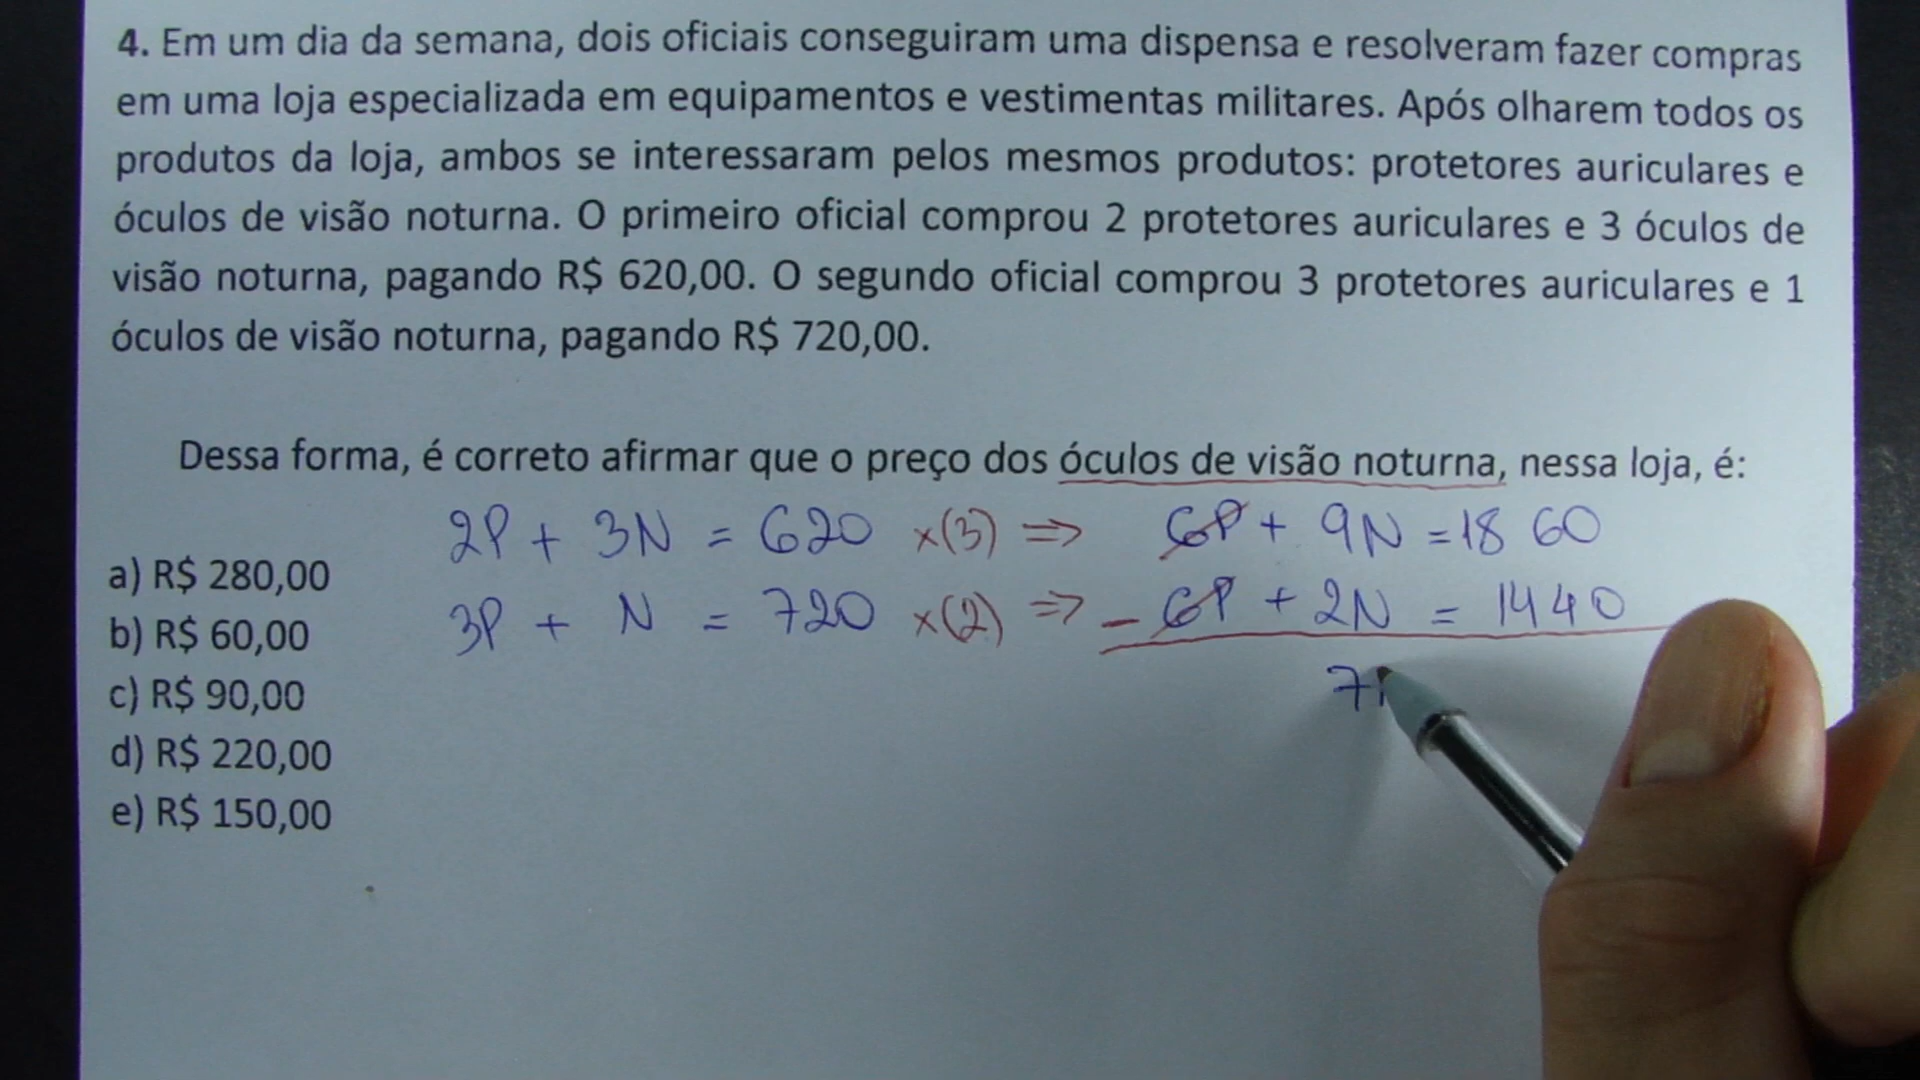 4. Em um dia da semana, dois oficiais conseguiram uma dispensa e resolveram fazer compras
em uma loja especializada em equipamentos e vestimentas militares. Após olharem todos os
produtos da loja, ambos se interessaram pelos mesmos produtos: protetores auriculares e
óculos de visão noturna. O primeiro oficial comprou 2 protetores auriculares e 3 óculos de
visão noturna, pagando R$ 620,00. O segundo oficial comprou 3 protetores auriculares e 1
óculos de visão noturna, pagando R$ 720,00.
Dessa forma, é correto afirmar que o preço dos óculos de visão noturna, nessa loja, é:
2P + 3N = 620 x(3) => 6P + 9N = 1860
3P + N = 720 x(2) => - 6P + 2N = 1440
7
a) R$ 280,00
b) R$ 60,00
c) R$ 90,00
d) R$ 220,00
e) R$ 150,00